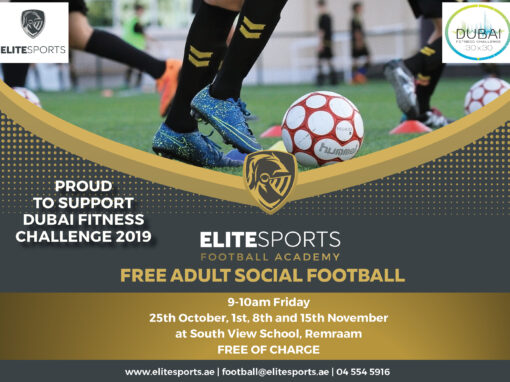 ELITESPORTS
DUBAI
FITNESS CHALLENGE
30X30
hummel
PROUD
TO SUPPORT
DUBAI FITNESS
CHALLENGE 2019
ELITESPORTS
FOOTBALL ACADEMY
FREE ADULT SOCIAL FOOTBALL
9-10am Friday
25th October, 1st, 8th and 15th November
at South View School, Remraam
FREE OF CHARGE
www.elitesports.ae | football@elitesports.ae | 04 554 5916